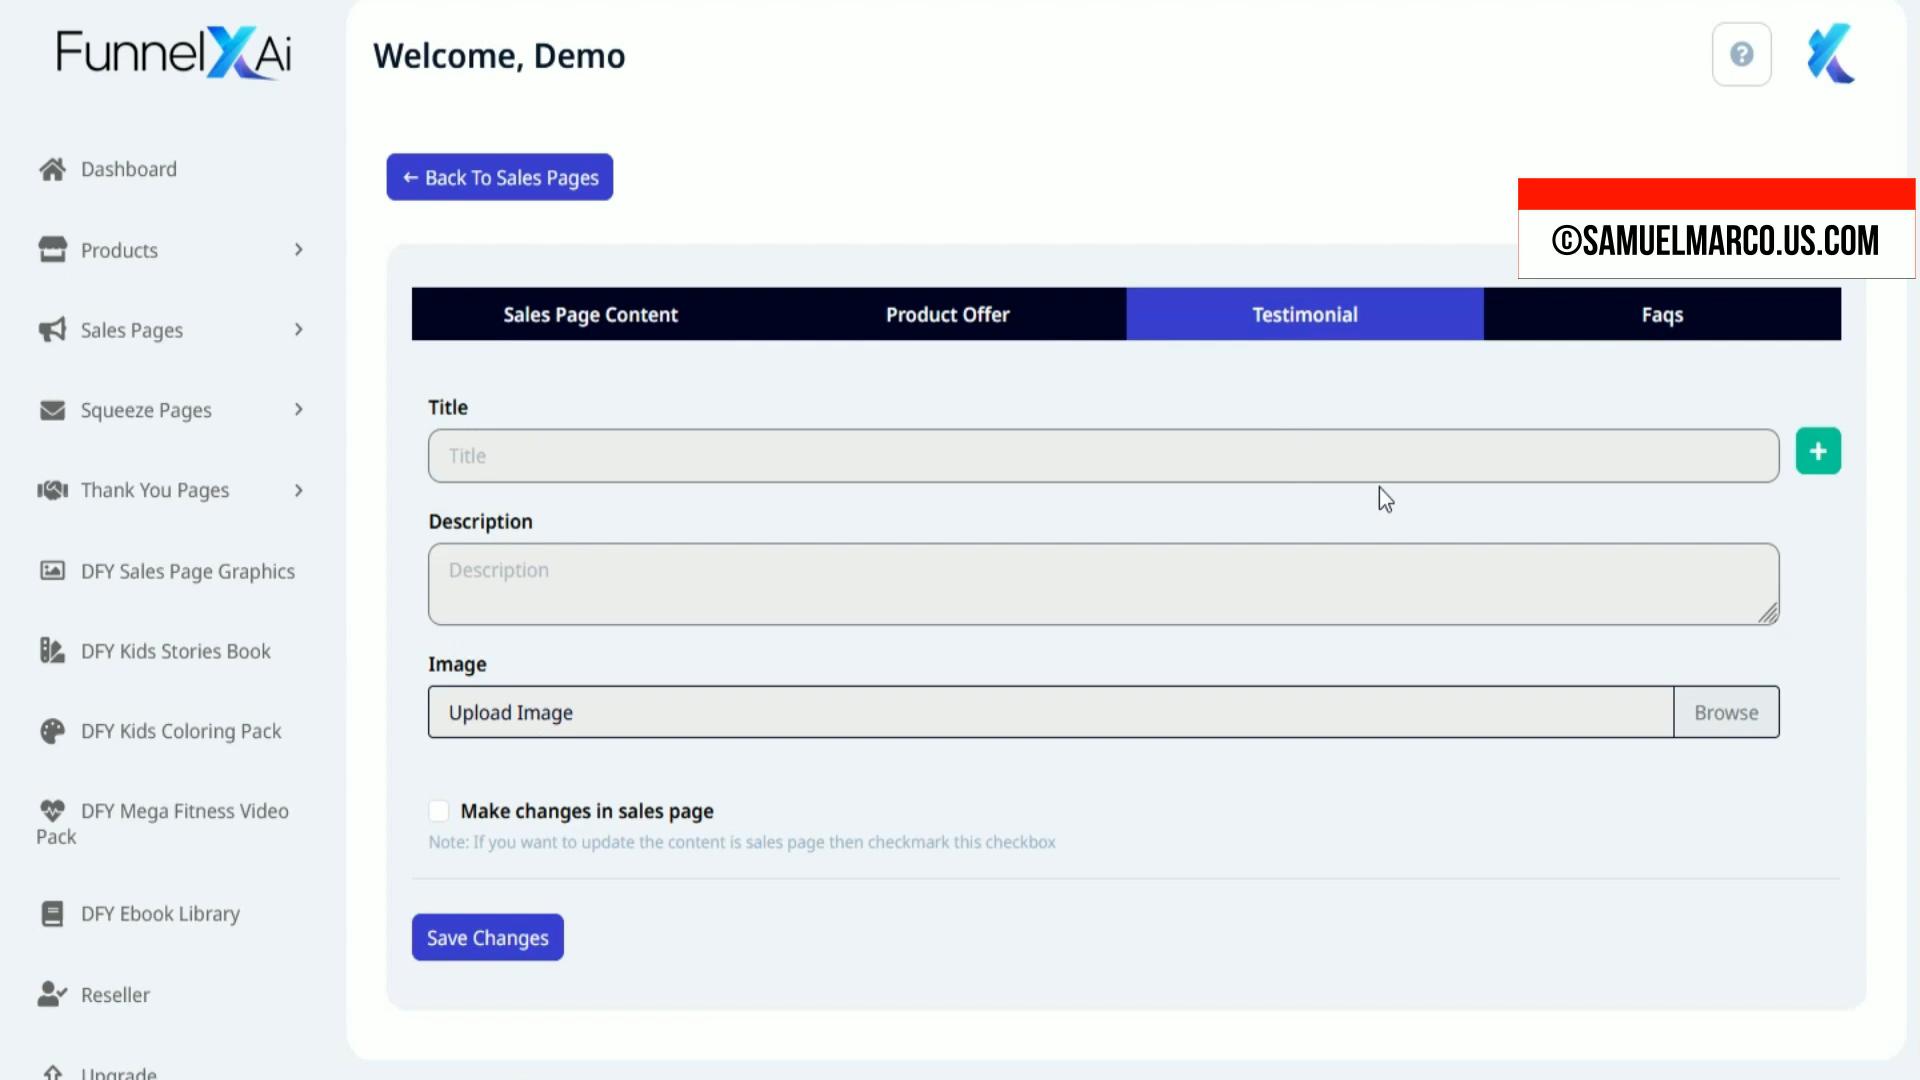 FunnelXAi
Welcome, Demo
?
Dashboard
← Back To Sales Pages
Products
©SAMUELMARCO.US.COM
Sales Page Content
Product Offer
Testimonial
Faqs
Sales Pages
Title
Title
+
Squeeze Pages
Thank You Pages
Description
Description
DFY Sales Page Graphics
DFY Kids Stories Book
Image
Upload Image
Browse
DFY Kids Coloring Pack
DFY Mega Fitness Video
Pack
Make changes in sales page
Note: If you want to update the content is sales page then checkmark this checkbox
DFY Ebook Library
Save Changes
Reseller
Upgrade